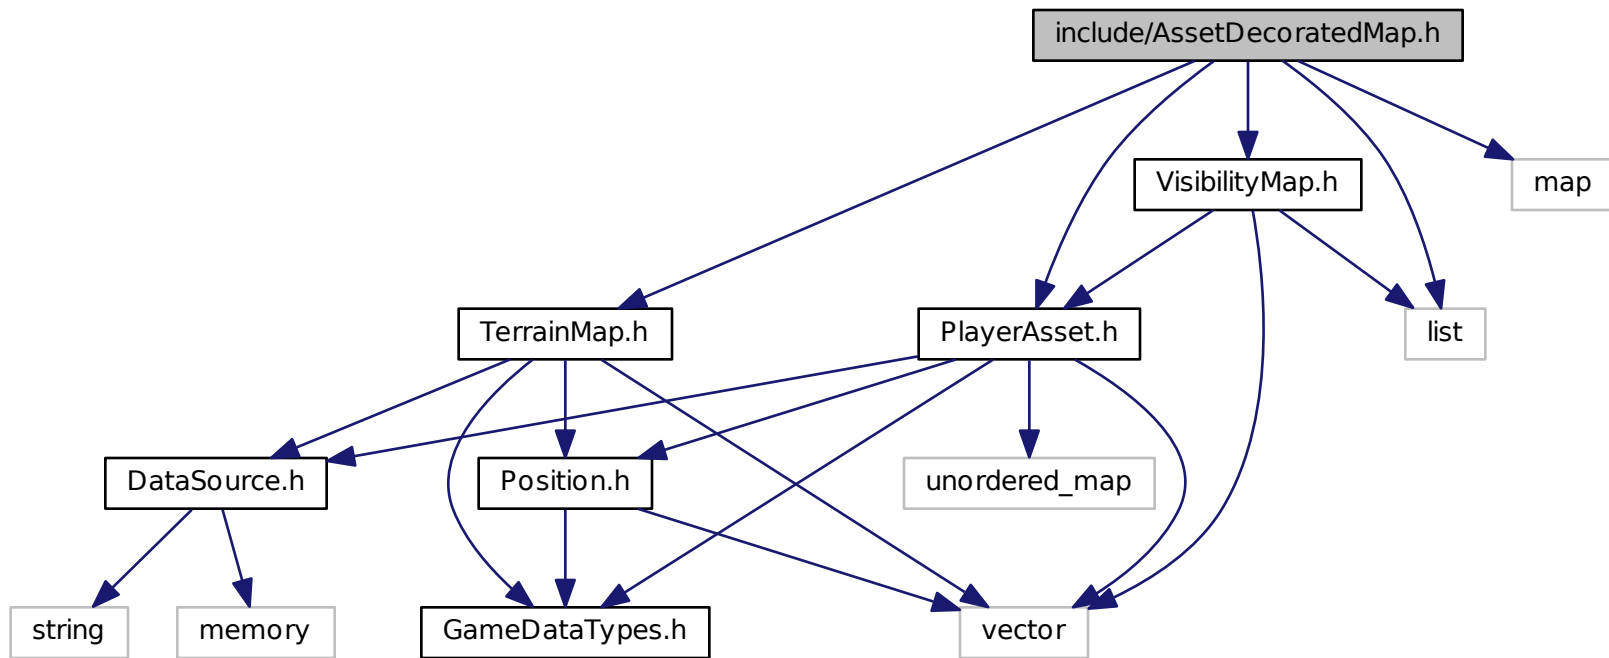 include/AssetDecoratedMap.h
VisibilityMap.h
map
TerrainMap.h
PlayerAsset.h
list
DataSource.h
Position.h
unordered_map
string
memory
GameDataTypes.h
vector